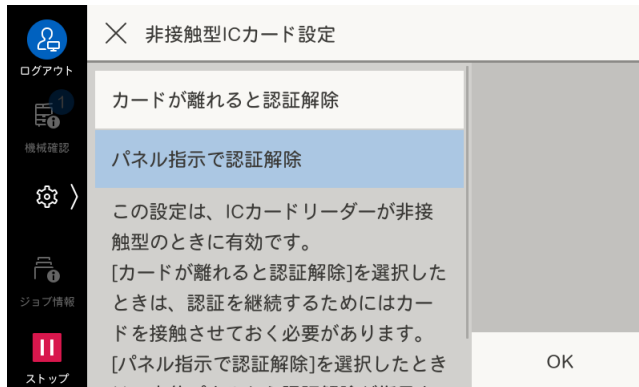 非接触型ICカード設定
ログアウト
カードが離れると認証解除
1
機械確認
パネル指示で認証解除
この設定は、ICカードリーダーが非接
触型のときに有効です。
[カードが離れると認証解除]を選択した
ときは、認証を継続するためにはカー
ドを接触させておく必要があります。
[パネル指示で認証解除]を選択したとき
ジョブ情報
ストップ
OK